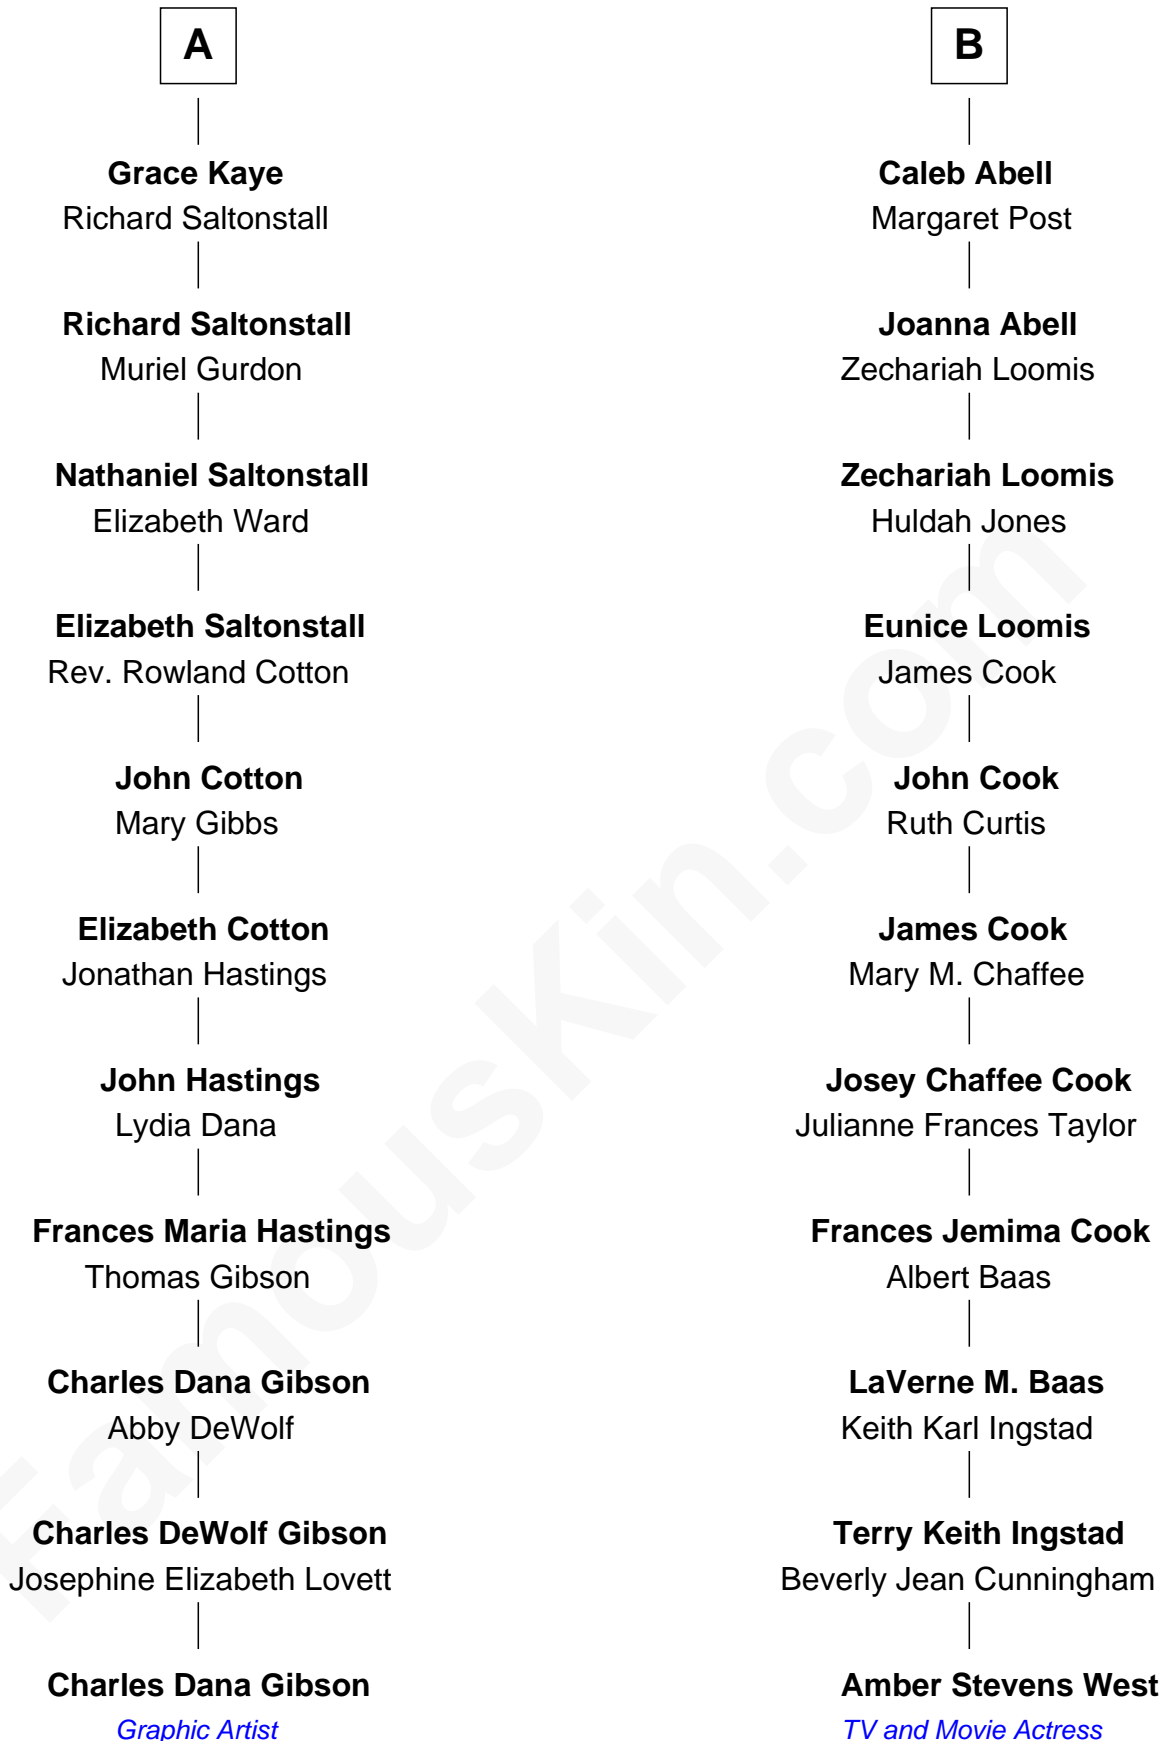 A
Grace Kaye
Richard Saltonstall
Richard Saltonstall
Muriel Gurdon
Nathaniel Saltonstall
Elizabeth Ward
Elizabeth Saltonstall
Rev. Rowland Cotton
John Cotton
Mary Gibbs
Elizabeth Cotton
Jonathan Hastings
John Hastings
Lydia Dana
Frances Maria Hastings
Thomas Gibson
Charles Dana Gibson
Abby DeWolf
Charles DeWolf Gibson
Josephine Elizabeth Lovett
Charles Dana Gibson
Graphic Artist
B
Caleb Abell
Margaret Post
Joanna Abell
Zechariah Loomis
Zechariah Loomis
Huldah Jones
Eunice Loomis
James Cook
John Cook
Ruth Curtis
James Cook
Mary M. Chaffee
Josey Chaffee Cook
Julianne Frances Taylor
Frances Jemima Cook
Albert Baas
LaVerne M. Baas
Keith Karl Ingstad
Terry Keith Ingstad
Beverly Jean Cunningham
Amber Stevens West
TV and Movie Actress
FamousKin.com